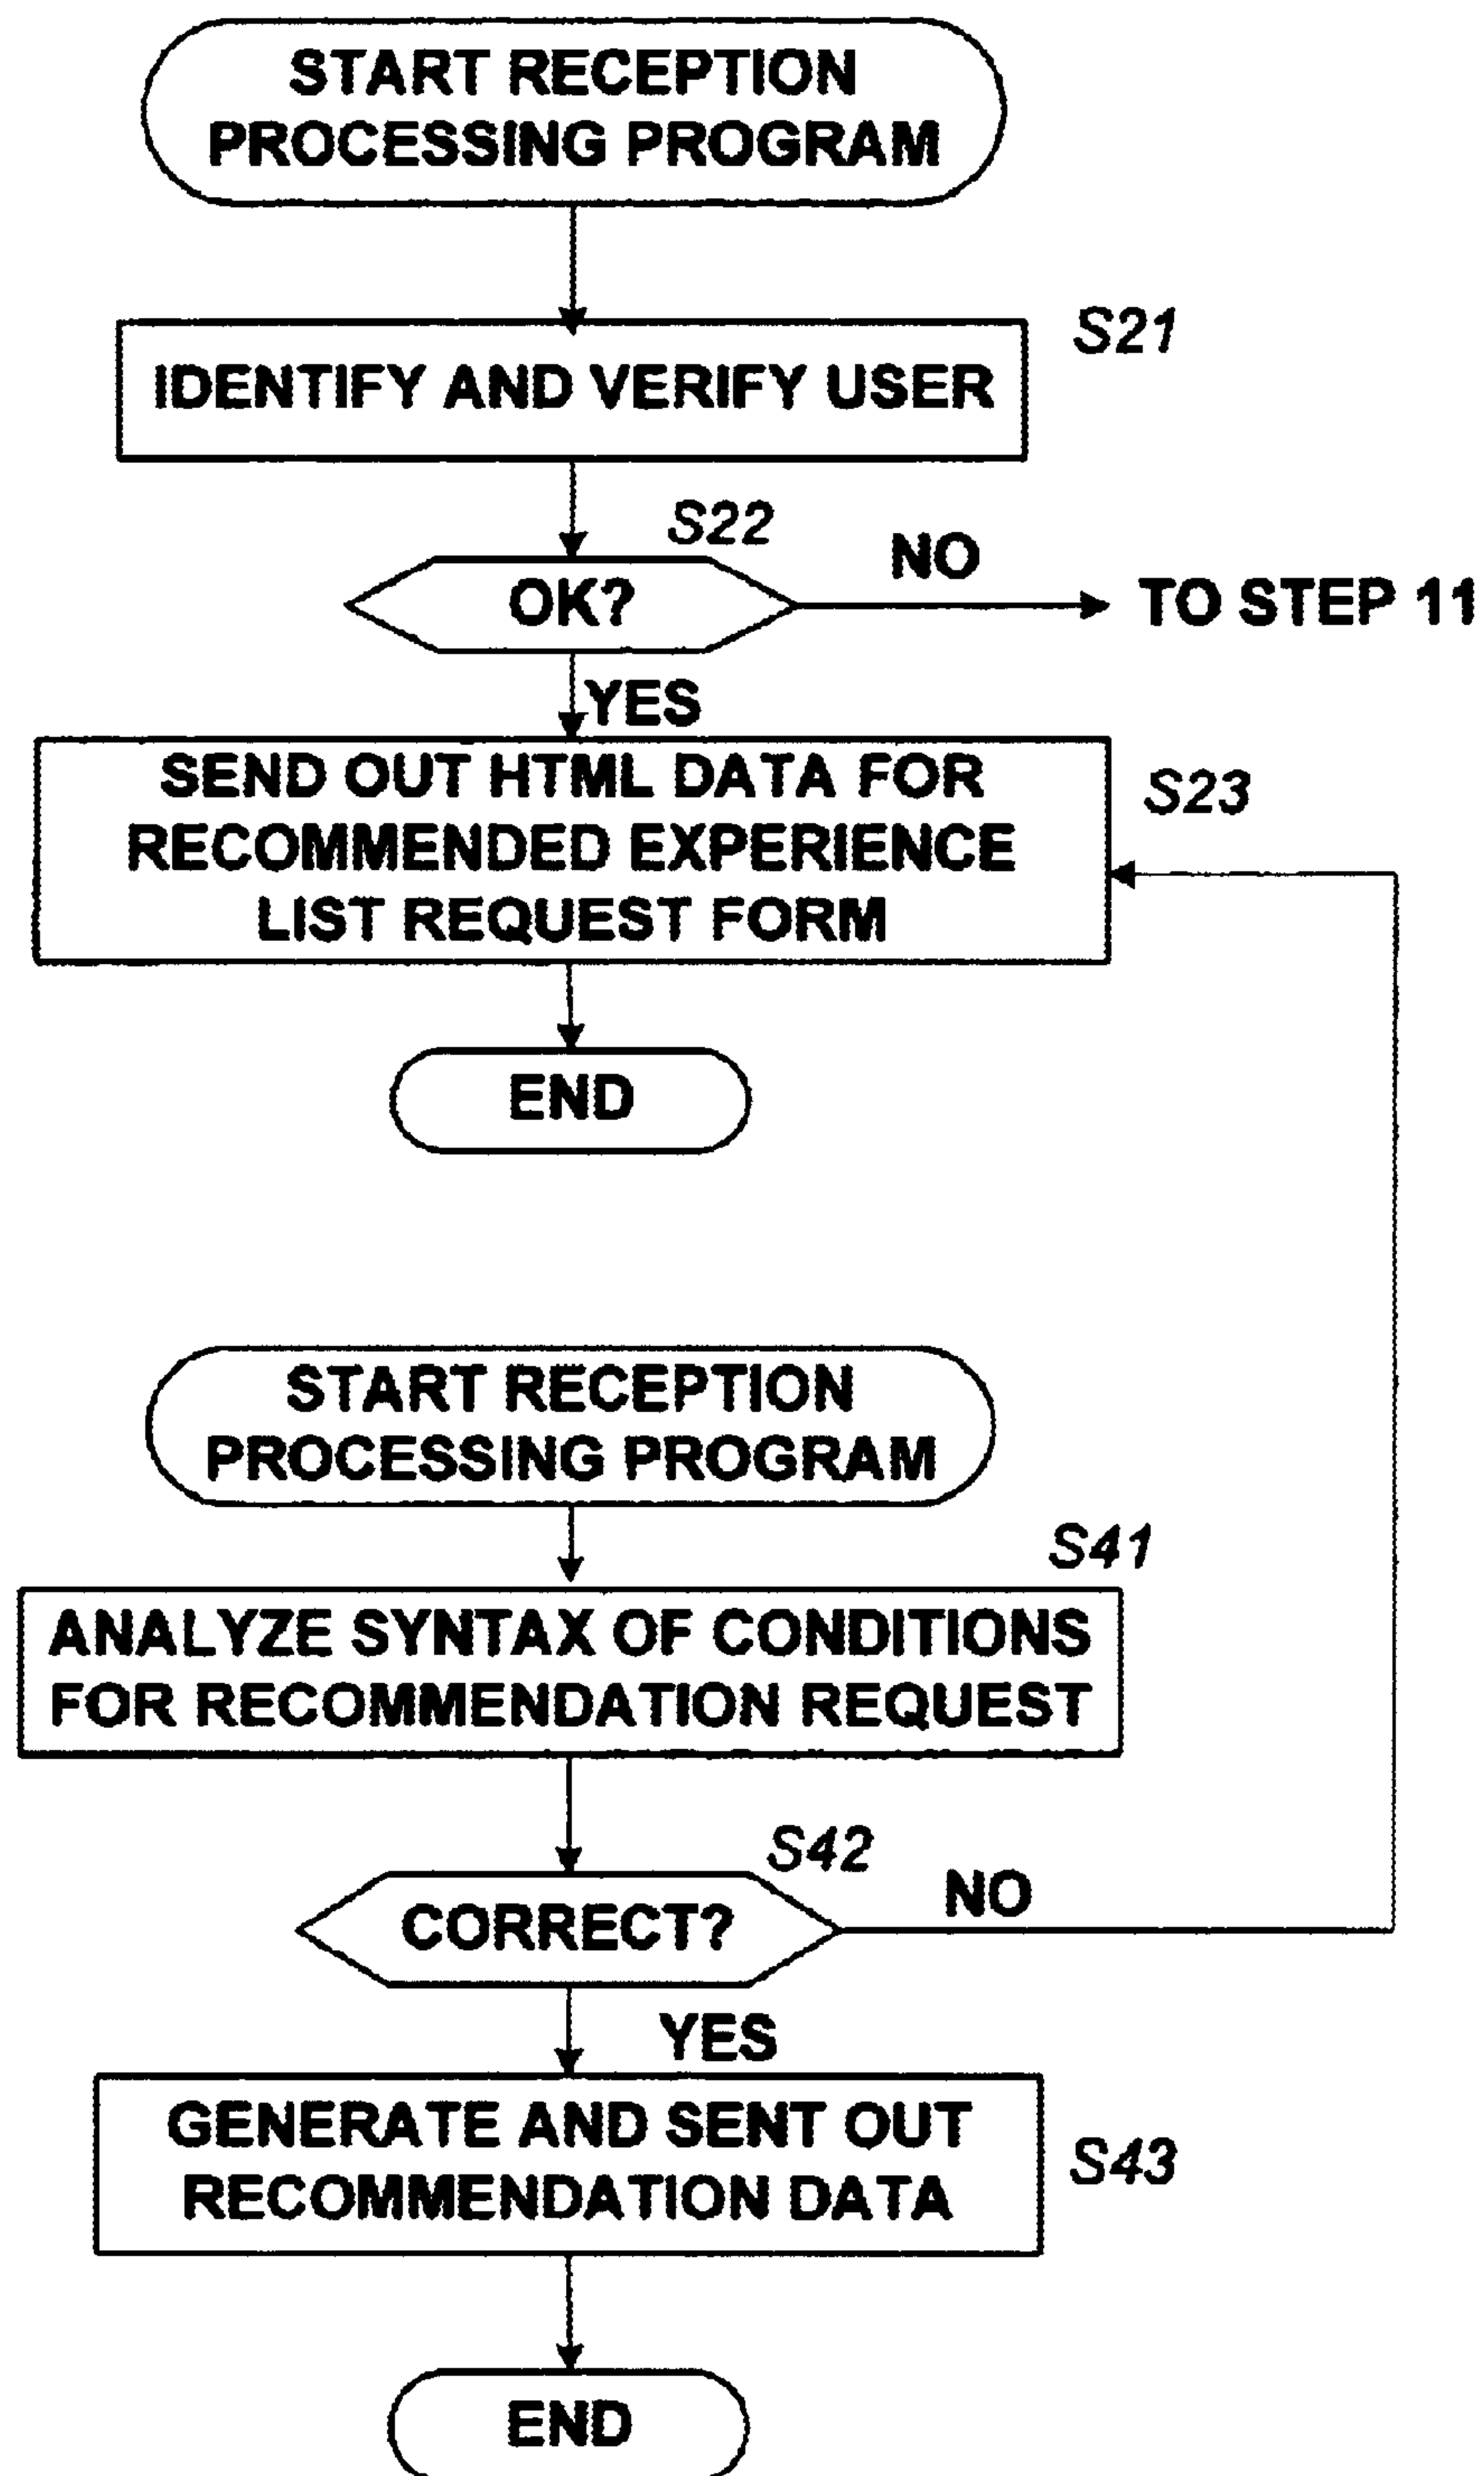 START RECEPTION
PROCESSING PROGRAM
S21
IDENTIFY AND VERIFY USER
S22
NO
OK?
TO STEP 11
YES
SEND OUT HTML DATA FOR
RECOMMENDED EXPERIENCE
LIST REQUEST FORM
S23
END
START RECEPTION
PROCESSING PROGRAM
S41
ANALYZE SYNTAX OF CONDITIONS
FOR RECOMMENDATION REQUEST
S42
NO
CORRECT?
YES
GENERATE AND SENT OUT
RECOMMENDATION DATA
S43
END